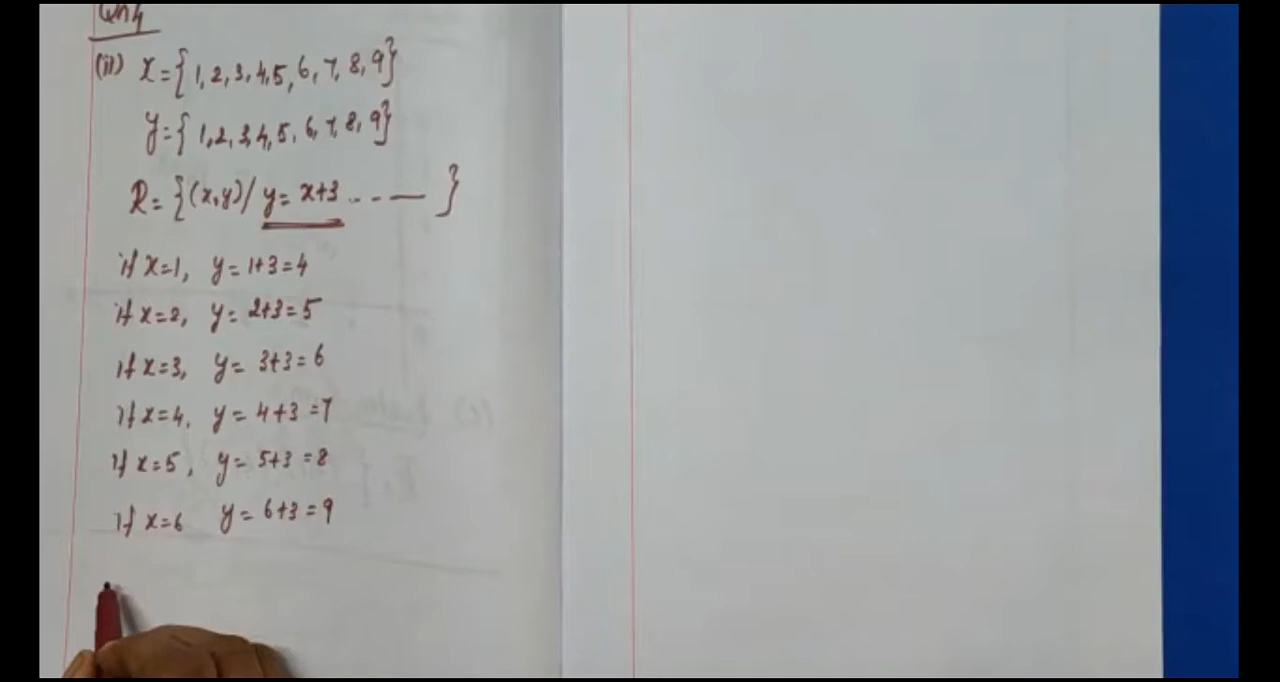 Qn 4
(ii) x = { 1, 2, 3, 4, 5, 6, 7, 8, 9}
y = { 1, 2, 3, 4, 5, 6, 7, 8, 9}
R = {(x, y) / y = x+3 ... — }
if x=1, y = 1+3 = 4
if x=2, y = 2+3 = 5
if x=3, y = 3+3 = 6
if x=4, y = 4+3 = 7
if x=5, y = 5+3 = 8
if x=6 y = 6+3 = 9